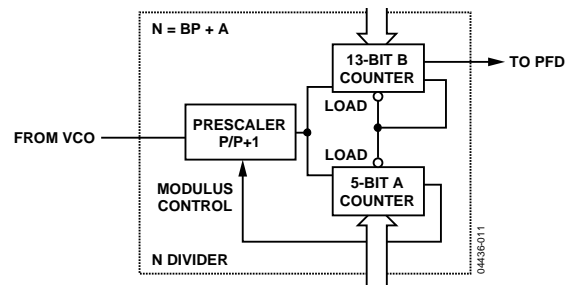 N = BP + A
13-BIT B
COUNTER
TO PFD
LOAD
PRESCALER
P/P+1
FROM VCO
LOAD
MODULUS
CONTROL
5-BIT A
COUNTER
N DIVIDER
04436-011